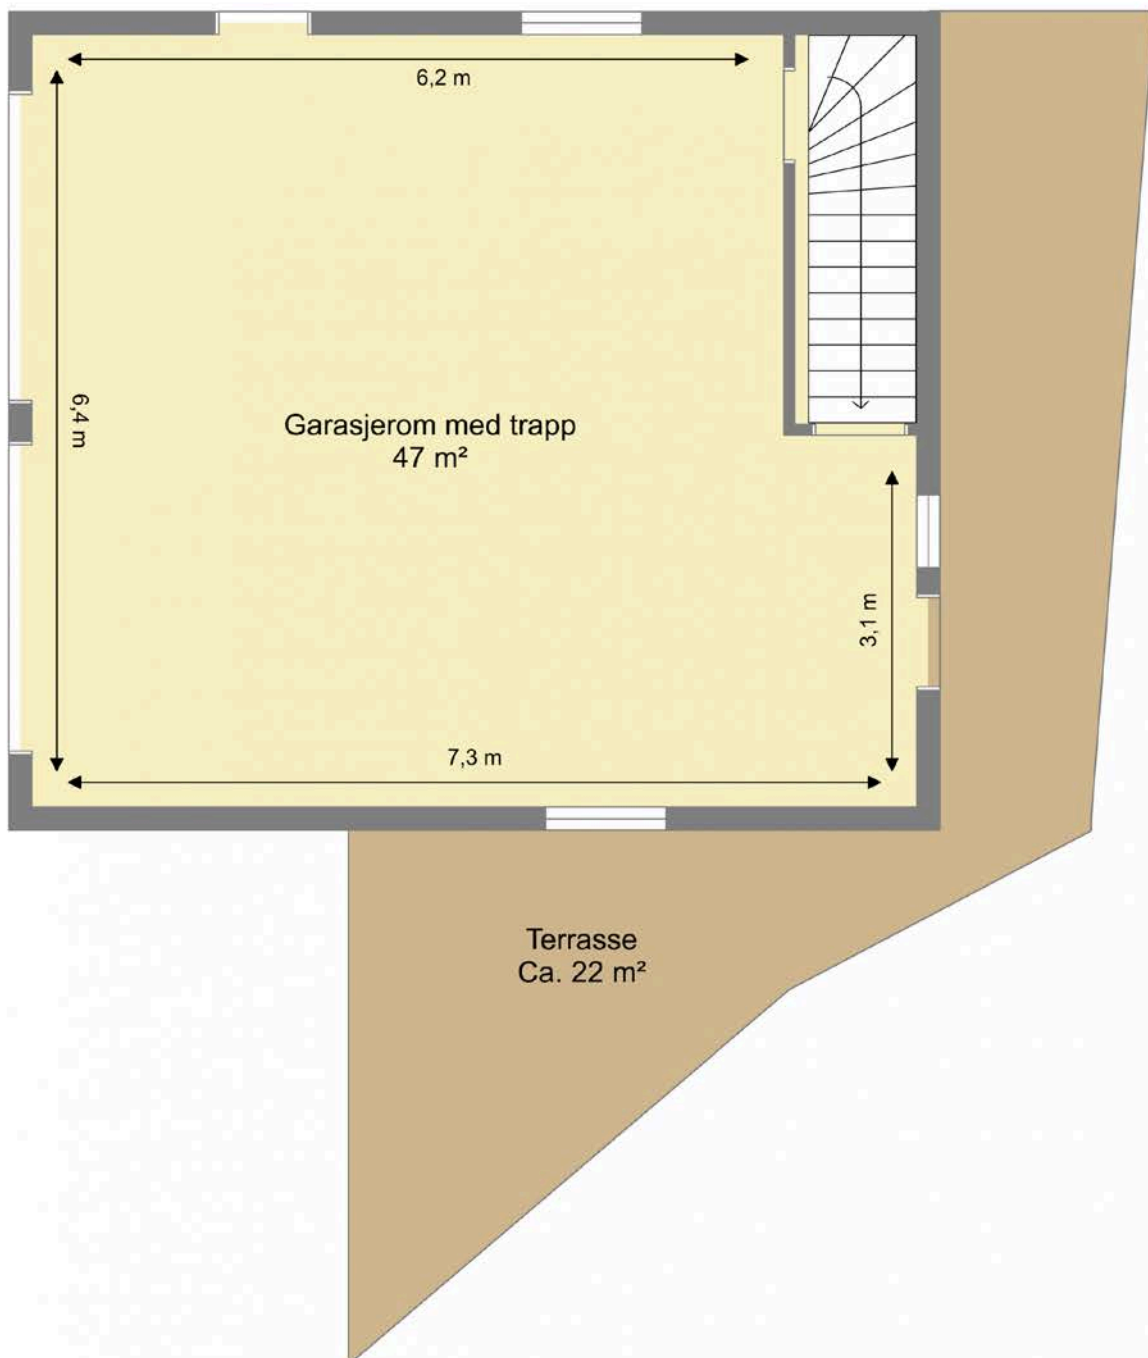 6,2 m
6,4 m
Garasjerom med trapp
47 m²
3,1 m
7,3 m
Terrasse
Ca. 22 m²